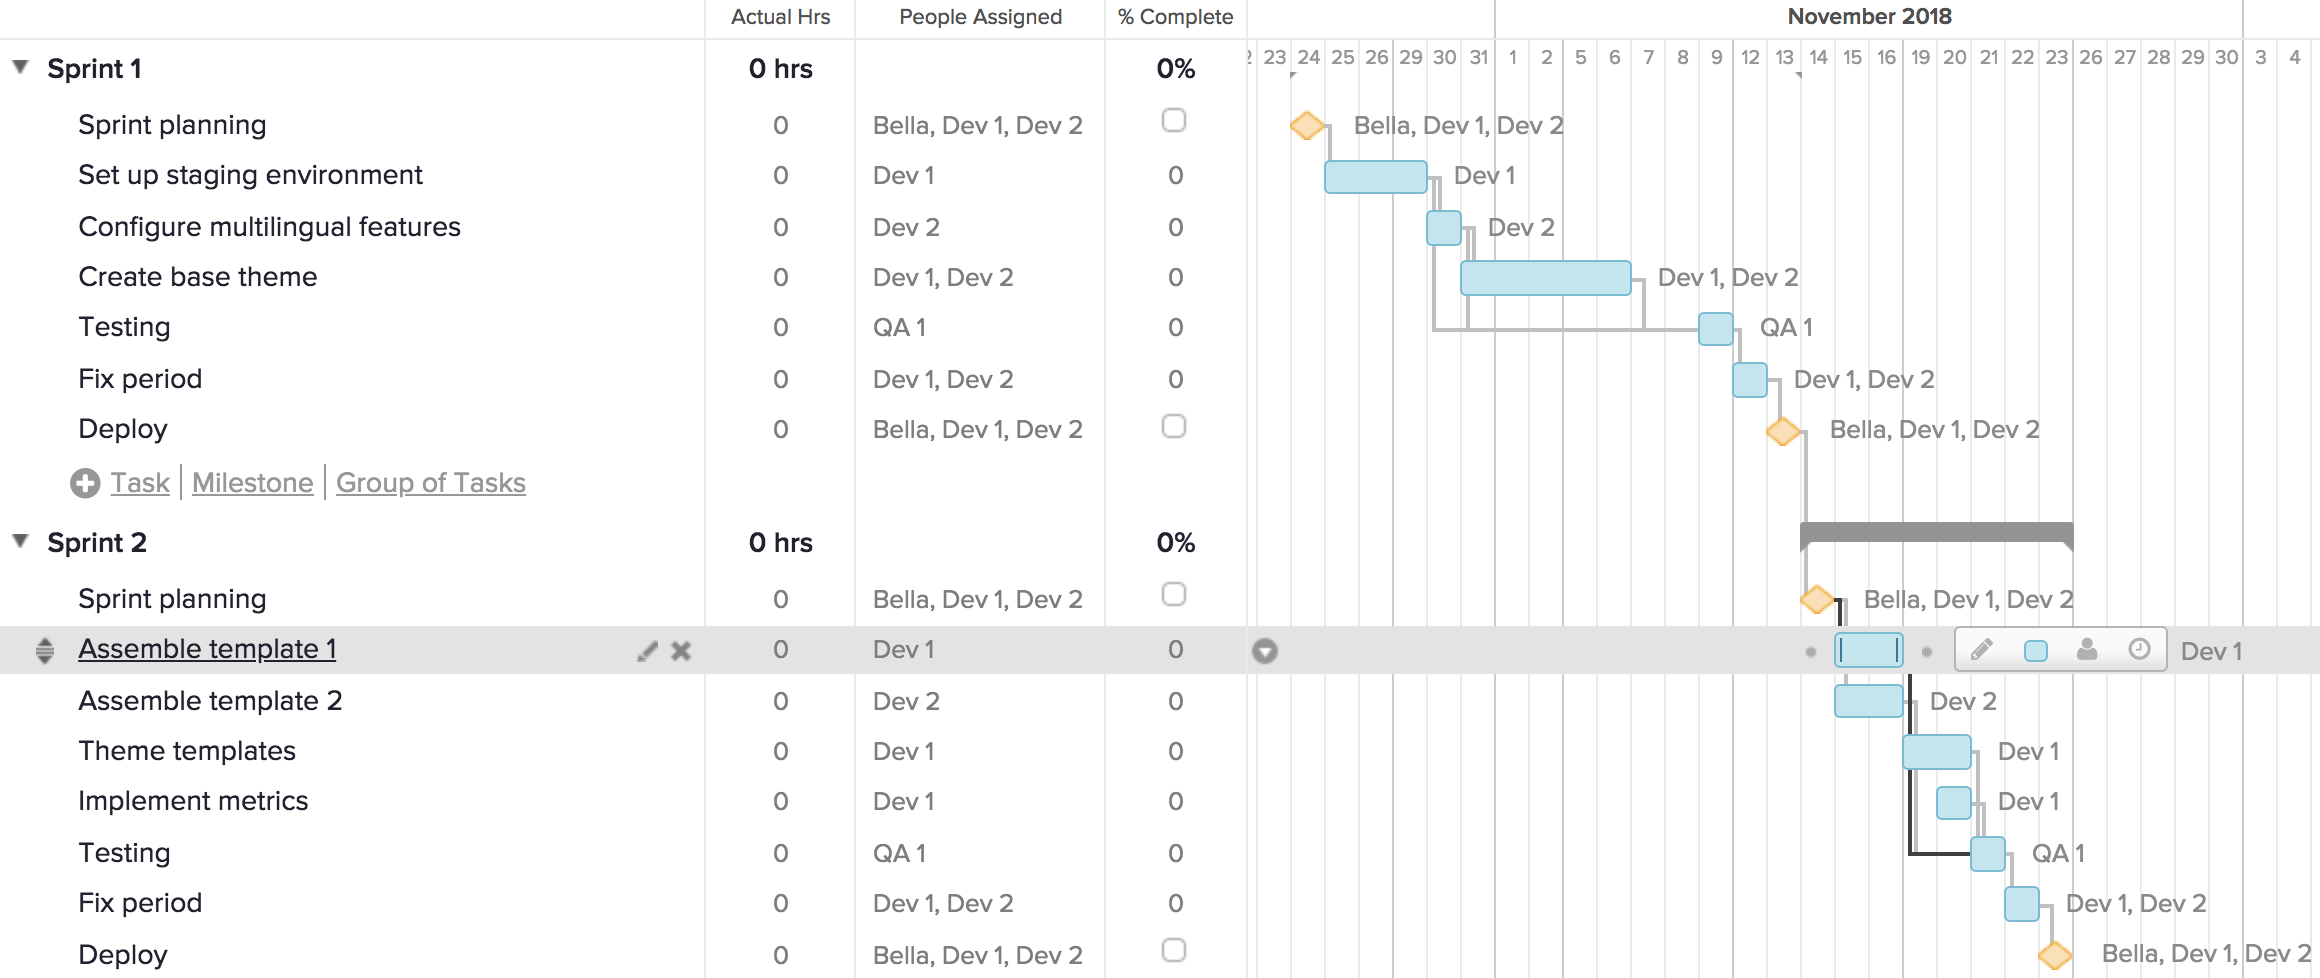 Actual Hrs People Assigned % Complete November 2018
23 24 25 26 29 30 31 1 2 5 6 7 8 9 12 13 14 15 16 19 20 21 22 23 26 27 28 29 30 3 4
Sprint 1 0 hrs 0%
Sprint planning 0 Bella, Dev 1, Dev 2 Bella, Dev 1, Dev 2
Set up staging environment 0 Dev 1 0 Dev 1
Configure multilingual features 0 Dev 2 0 Dev 2
Create base theme 0 Dev 1, Dev 2 0 Dev 1, Dev 2
Testing 0 QA 1 0 QA 1
Fix period 0 Dev 1, Dev 2 0 Dev 1, Dev 2
Deploy 0 Bella, Dev 1, Dev 2 Bella, Dev 1, Dev 2
Task Milestone Group of Tasks
Sprint 2 0 hrs 0%
Sprint planning 0 Bella, Dev 1, Dev 2 Bella, Dev 1, Dev 2
Assemble template 1 0 Dev 1 0 Dev 1
Assemble template 2 0 Dev 2 0 Dev 2
Theme templates 0 Dev 1 0 Dev 1
Implement metrics 0 Dev 1 0 Dev 1
Testing 0 QA 1 0 QA 1
Fix period 0 Dev 1, Dev 2 0 Dev 1, Dev 2
Deploy 0 Bella, Dev 1, Dev 2 Bella, Dev 1, Dev 2